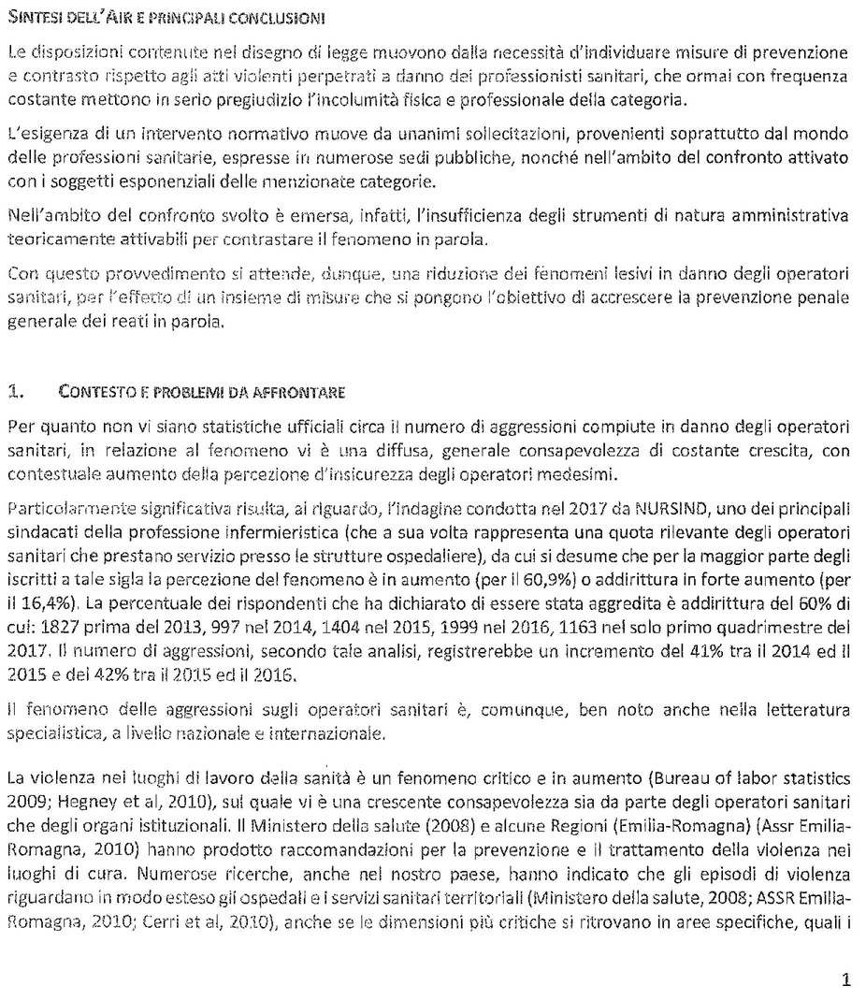 SINTESI DELL'AIR E PRINCIPALI CONCLUSIONI
Le disposizioni contenute nel disegno di legge muovono dalla necessità d'individuare misure di prevenzione
e contrasto rispetto agli atti violenti perpetrati a danno dei professionisti sanitari, che ormai con frequenza
costante mettono in serio pregiudizio l'incolumità fisica e professionale della categoria.
L'esigenza di un intervento normativo muove da unanimi sollecitazioni, provenienti soprattutto dal mondo
delle professioni sanitarie, espresse in numerose sedi pubbliche, nonché nell'ambito del confronto attivato
con i soggetti esponenziali delle menzionate categorie.
Nell'ambito del confronto svolto è emersa, infatti, l'insufficienza degli strumenti di natura amministrativa
teoricamente attivabili per contrastare il fenomeno in parola.
Con questo provvedimento si attende, dunque, una riduzione dei fenomeni lesivi in danno degli operatori
sanitari, per l'effetto di un insieme di misure che si pongono l'obiettivo di accrescere la prevenzione penale
generale dei reati in parola.
1. CONTESTO E PROBLEMI DA AFFRONTARE
Per quanto non vi siano statistiche ufficiali circa il numero di aggressioni compiute in danno degli operatori
sanitari, in relazione al fenomeno vi è una diffusa, generale consapevolezza di costante crescita, con
contestuale aumento della percezione d'insicurezza degli operatori medesimi.
Particolarmente significativa risulta, al riguardo, l'indagine condotta nel 2017 da NURSIND, uno dei principali
sindacati della professione infermieristica (che a sua volta rappresenta una quota rilevante degli operatori
sanitari che prestano servizio presso le strutture ospedaliere), da cui si desume che per la maggior parte degli
iscritti a tale sigla la percezione del fenomeno è in aumento (per il 60,9%) o addirittura in forte aumento (per
il 16,4%). La percentuale dei rispondenti che ha dichiarato di essere stata aggredita è addirittura del 60% di
cui: 1827 prima del 2013, 997 nel 2014, 1404 nel 2015, 1999 nel 2016, 1163 nel solo primo quadrimestre del
2017. Il numero di aggressioni, secondo tale analisi, registrerebbe un incremento del 41% tra il 2014 ed il
2015 e del 42% tra il 2015 ed il 2016.
Il fenomeno delle aggressioni sugli operatori sanitari è, comunque, ben noto anche nella letteratura
specialistica, a livello nazionale e internazionale.
La violenza nei luoghi di lavoro della sanità è un fenomeno critico e in aumento (Bureau of labor statistics
2009; Hegney et al, 2010), sul quale vi è una crescente consapevolezza sia da parte degli operatori sanitari
che degli organi istituzionali. Il Ministero della salute (2008) e alcune Regioni (Emilia-Romagna) (Assr Emilia-
Romagna, 2010) hanno prodotto raccomandazioni per la prevenzione e il trattamento della violenza nei
luoghi di cura. Numerose ricerche, anche nel nostro paese, hanno indicato che gli episodi di violenza
riguardano in modo esteso gli ospedali e i servizi sanitari territoriali (Ministero della salute, 2008; ASSR Emilia-
Romagna, 2010; Cerri et al, 2010), anche se le dimensioni più critiche si ritrovano in aree specifiche, quali i
1